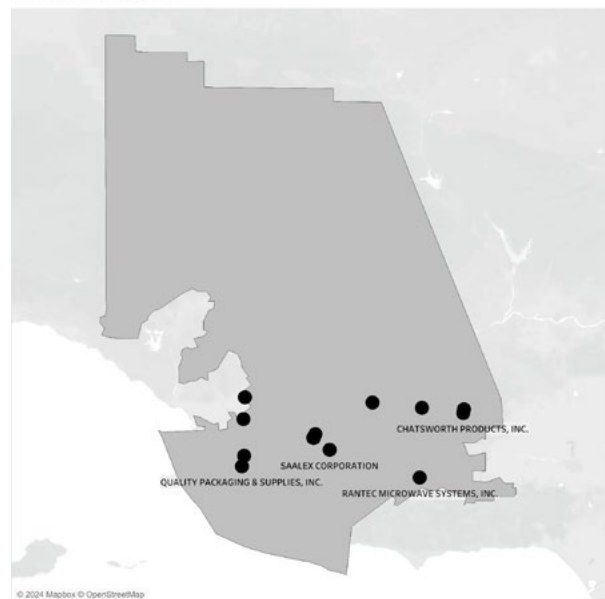 CHATSWORTH PRODUCTS, INC.
SAALEX CORPORATION
QUALITY PACKAGING & SUPPLIES, INC.
RANTEC MICROWAVE SYSTEMS, INC.
© 2024 Mapbox © OpenStreetMap